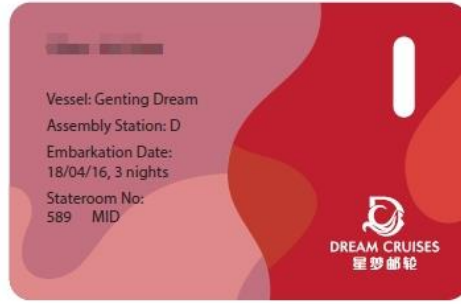 Vessel: Genting Dream
Assembly Station: D
Embarkation Date:
18/04/16, 3 nights
Stateroom No:
589 MID
DREAM CRUISES
星梦邮轮